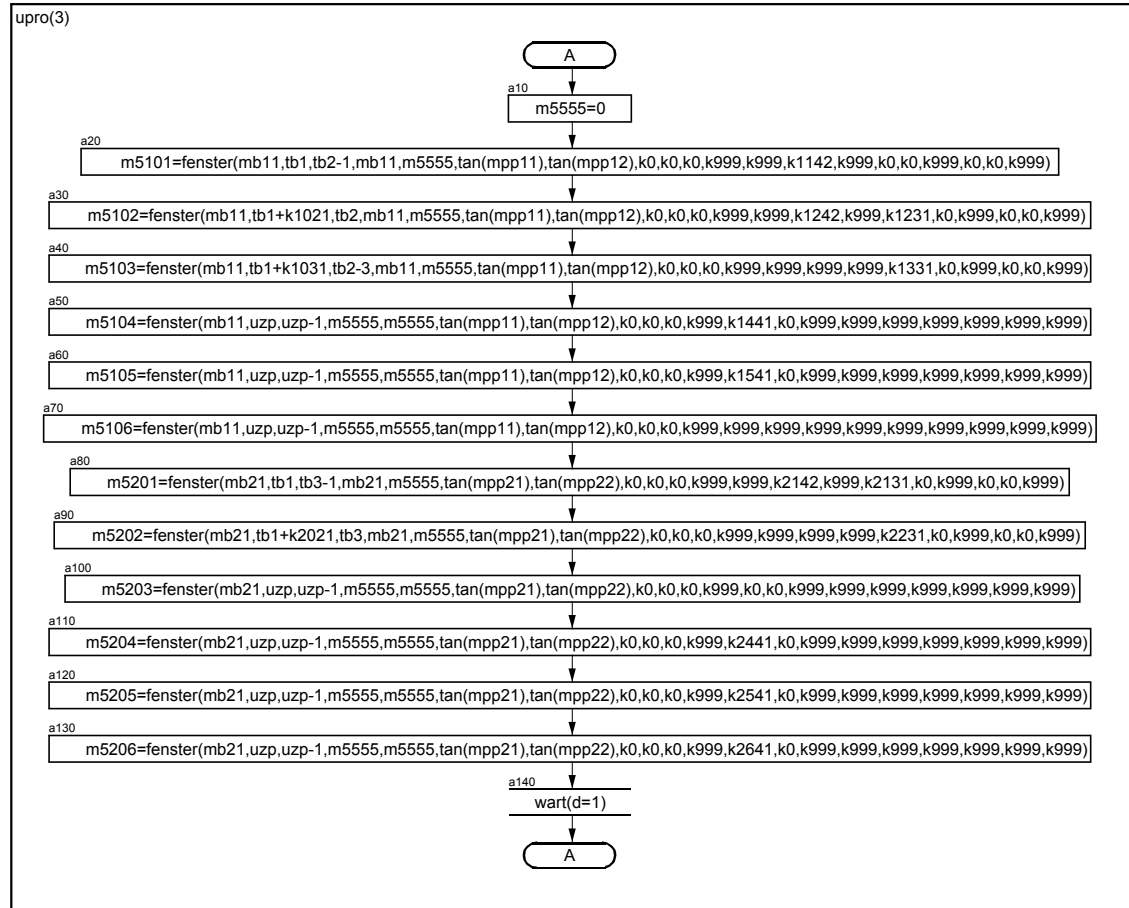 upro(3)
A
a10
m5555=0
a20
m5101=fenster(mb11,tb1,tb2-1,mb11,m5555,tan(mpp11),tan(mpp12),k0,k0,k0,k999,k999,k1142,k999,k0,k0,k999,k0,k0,k999)
a30
m5102=fenster(mb11,tb1+k1021,tb2,mb11,m5555,tan(mpp11),tan(mpp12),k0,k0,k0,k999,k999,k1242,k999,k1231,k0,k999,k0,k0,k999)
a40
m5103=fenster(mb11,tb1+k1031,tb2-3,mb11,m5555,tan(mpp11),tan(mpp12),k0,k0,k0,k999,k999,k999,k999,k1331,k0,k999,k0,k0,k999)
a50
m5104=fenster(mb11,uzp,uzp-1,m5555,m5555,tan(mpp11),tan(mpp12),k0,k0,k0,k999,k1441,k0,k999,k999,k999,k999,k999,k999,k999)
a60
m5105=fenster(mb11,uzp,uzp-1,m5555,m5555,tan(mpp11),tan(mpp12),k0,k0,k0,k999,k1541,k0,k999,k999,k999,k999,k999,k999,k999)
a70
m5106=fenster(mb11,uzp,uzp-1,m5555,m5555,tan(mpp11),tan(mpp12),k0,k0,k0,k999,k999,k999,k999,k999,k999,k999,k999,k999,k999)
a80
m5201=fenster(mb21,tb1,tb3-1,mb21,m5555,tan(mpp21),tan(mpp22),k0,k0,k0,k999,k999,k2142,k999,k2131,k0,k999,k0,k0,k999)
a90
m5202=fenster(mb21,tb1+k2021,tb3,mb21,m5555,tan(mpp21),tan(mpp22),k0,k0,k0,k999,k999,k999,k999,k2231,k0,k999,k0,k0,k999)
a100
m5203=fenster(mb21,uzp,uzp-1,m5555,m5555,tan(mpp21),tan(mpp22),k0,k0,k0,k999,k0,k0,k999,k999,k999,k999,k999,k999,k999)
a110
m5204=fenster(mb21,uzp,uzp-1,m5555,m5555,tan(mpp21),tan(mpp22),k0,k0,k0,k999,k2441,k0,k999,k999,k999,k999,k999,k999,k999)
a120
m5205=fenster(mb21,uzp,uzp-1,m5555,m5555,tan(mpp21),tan(mpp22),k0,k0,k0,k999,k2541,k0,k999,k999,k999,k999,k999,k999,k999)
a130
m5206=fenster(mb21,uzp,uzp-1,m5555,m5555,tan(mpp21),tan(mpp22),k0,k0,k0,k999,k2641,k0,k999,k999,k999,k999,k999,k999,k999)
a140
wart(d=1)
A